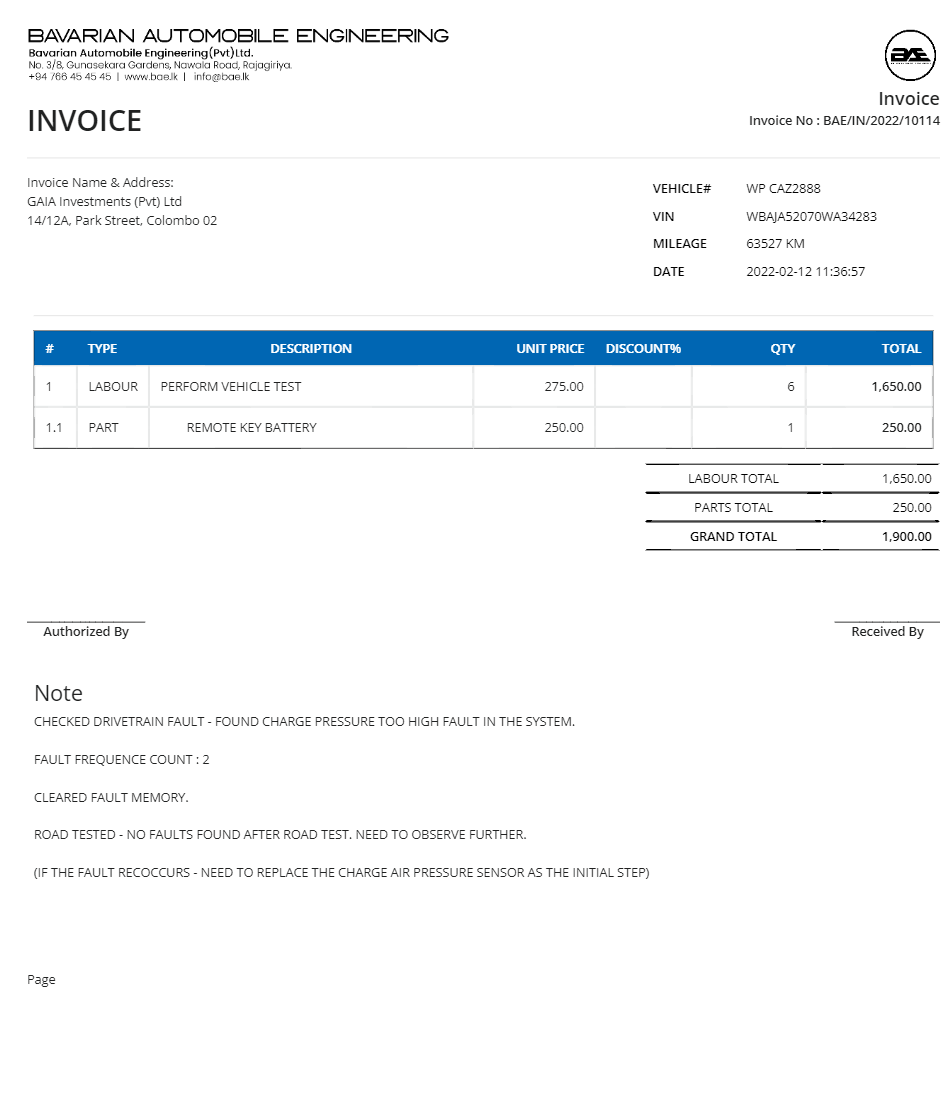 BAVARIAN AUTOMOBILE ENGINEERING
Bavarian Automobile Engineering(Pvt)Ltd.
No. 3/8, Gunasekara Gardens, Nawala Road, Rajagiriya.
+94 766 45 45 45 | www.bae.lk | info@bae.lk
BAE
Invoice
INVOICE
Invoice No : BAE/IN/2022/10114
Invoice Name & Address:
GAIA Investments (Pvt) Ltd
14/12A, Park Street, Colombo 02
VEHICLE# WP CAZ2888
VIN WBAJA52070WA34283
MILEAGE 63527 KM
DATE 2022-02-12 11:36:57
# TYPE DESCRIPTION UNIT PRICE DISCOUNT% QTY TOTAL
1 LABOUR PERFORM VEHICLE TEST 275.00 6 1,650.00
1.1 PART REMOTE KEY BATTERY 250.00 1 250.00
LABOUR TOTAL 1,650.00
PARTS TOTAL 250.00
GRAND TOTAL 1,900.00
Authorized By Received By
Note
CHECKED DRIVETRAIN FAULT - FOUND CHARGE PRESSURE TOO HIGH FAULT IN THE SYSTEM.
FAULT FREQUENCE COUNT : 2
CLEARED FAULT MEMORY.
ROAD TESTED - NO FAULTS FOUND AFTER ROAD TEST. NEED TO OBSERVE FURTHER.
(IF THE FAULT RECOCCURS - NEED TO REPLACE THE CHARGE AIR PRESSURE SENSOR AS THE INITIAL STEP)
Page